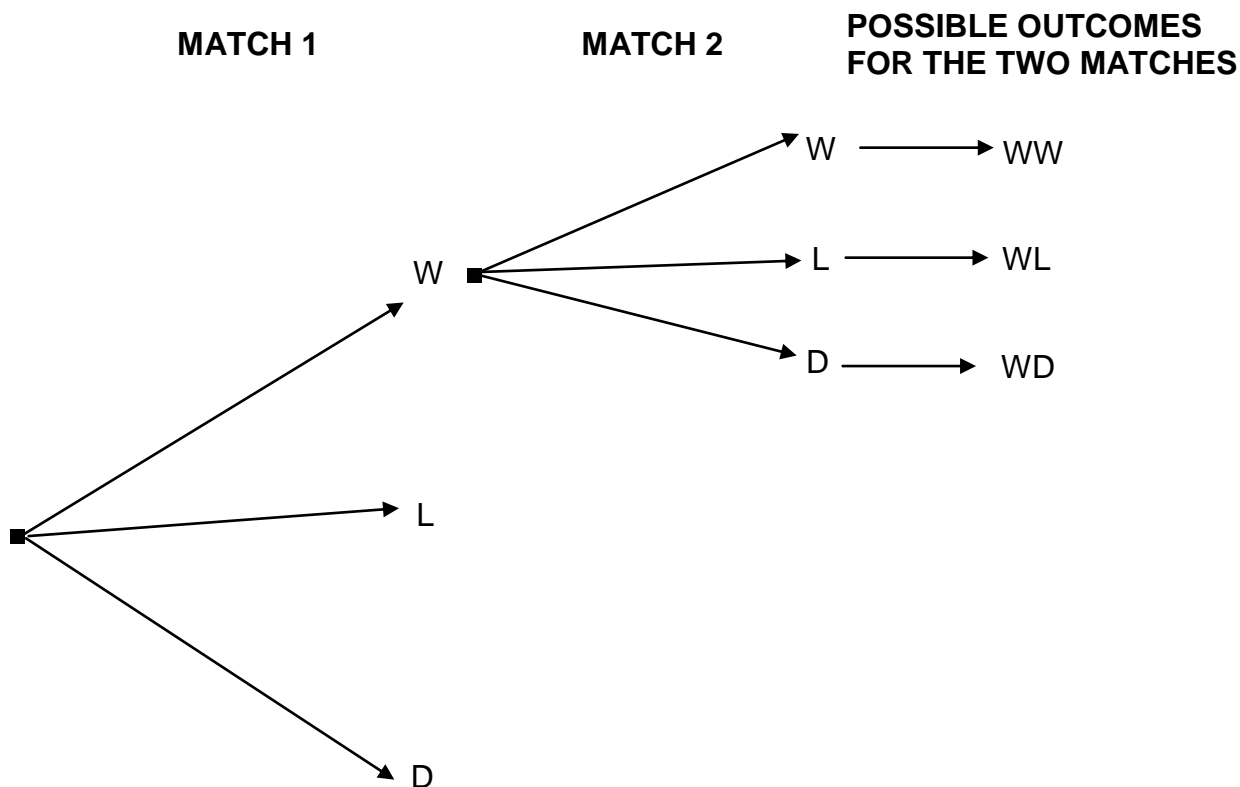 MATCH 1
MATCH 2
POSSIBLE OUTCOMES
FOR THE TWO MATCHES
W
WW
W
L
WL
D
WD
L
D